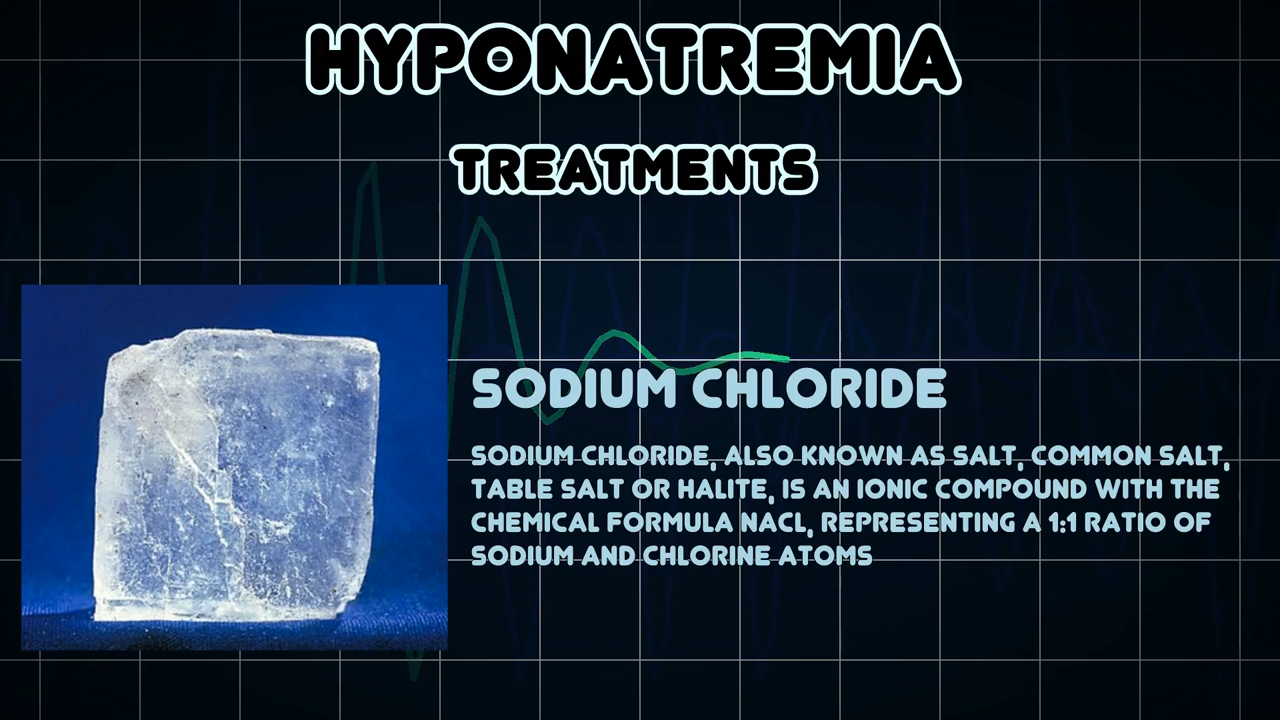 HYPONATREMIA
TREATMENTS
SODIUM CHLORIDE
SODIUM CHLORIDE, ALSO KNOWN AS SALT, COMMON SALT,
TABLE SALT OR HALITE, IS AN IONIC COMPOUND WITH THE
CHEMICAL FORMULA NACL, REPRESENTING A 1:1 RATIO OF
SODIUM AND CHLORINE ATOMS